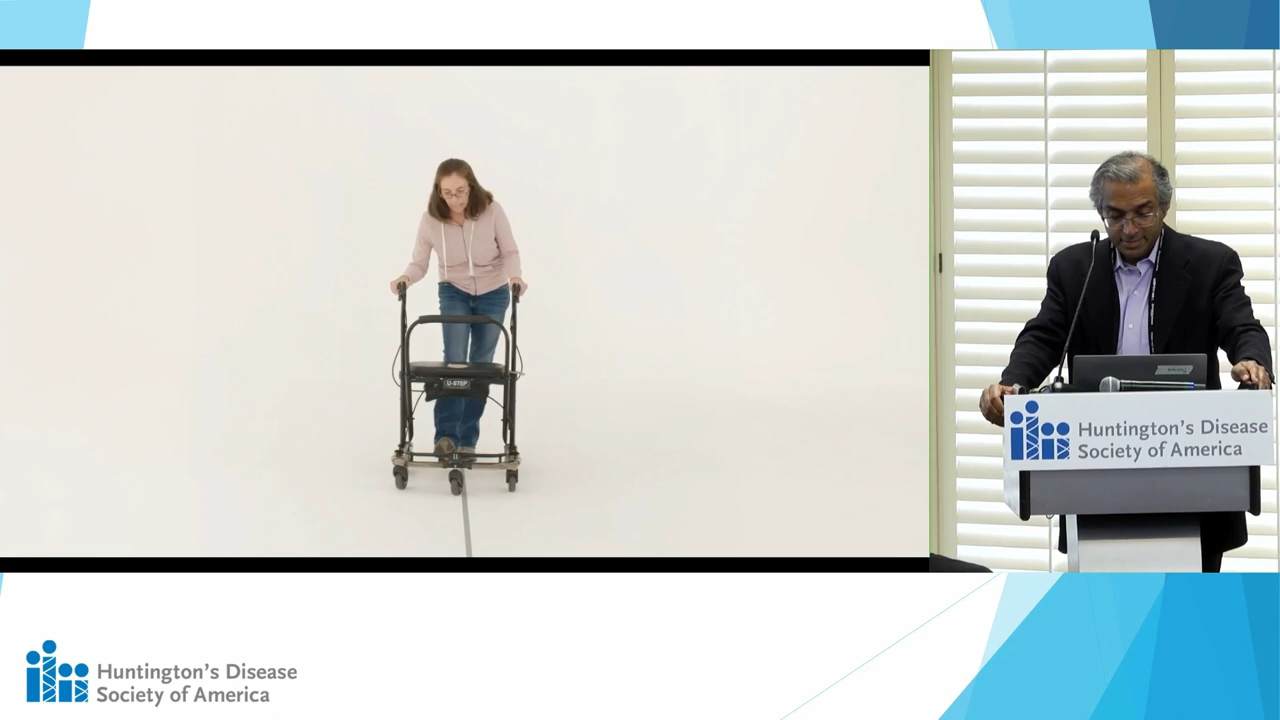 U-STEP
Huntington's Disease
Society of America
Huntington's Disease
Society of America